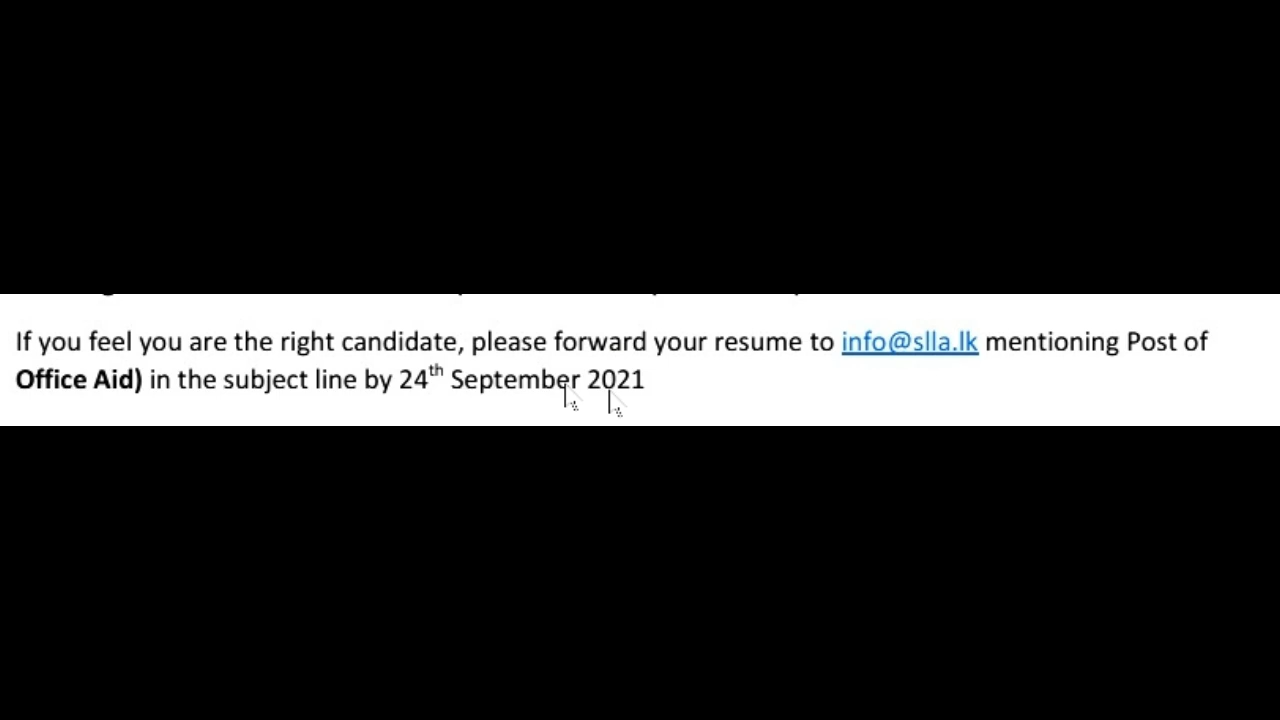 If you feel you are the right candidate, please forward your resume to info@slla.lk mentioning Post of
Office Aid) in the subject line by 24th September 2021